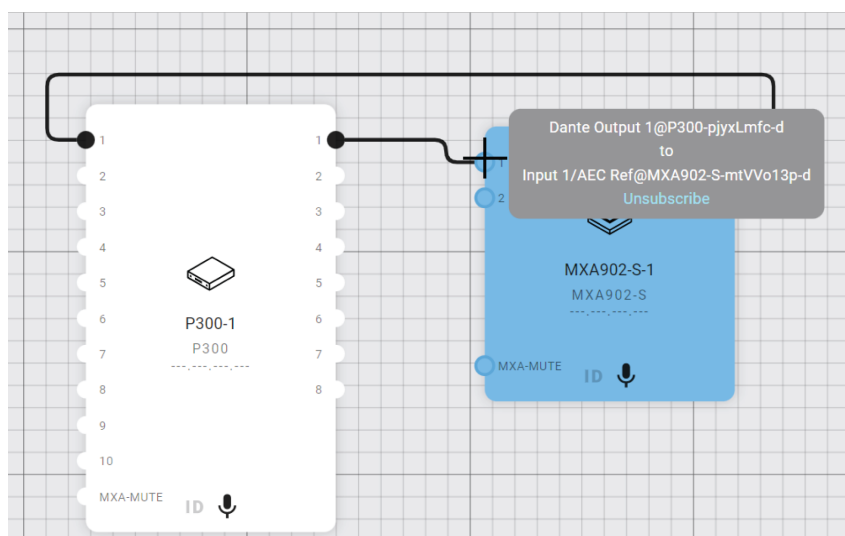 1 1
2 2
3 3
4 4
5 5
6 6
7 7
8 8
9
10
MXA-MUTE
P300-1
P300
---.---.---.---
ID
Dante Output 1@P300-pjyxLmfc-d
to
Input 1/AEC Ref@MXA902-S-mtVVo13p-d
Unsubscribe
1
2
MXA902-S-1
MXA902-S
---.---.---.---
MXA-MUTE
ID